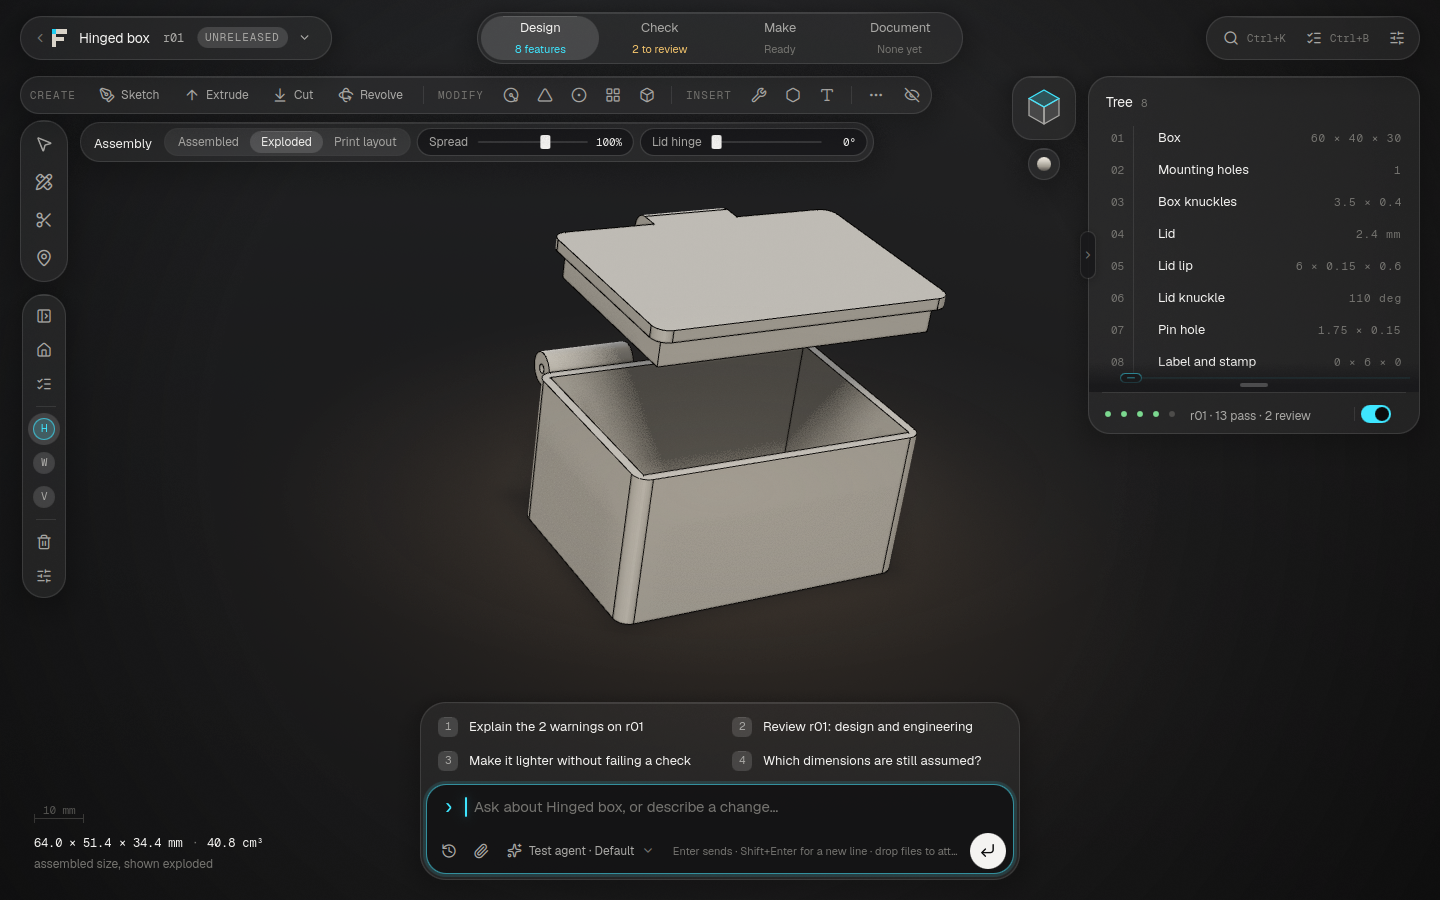 Hinged box r01 UNRELEASED
Design
8 features
Check
2 to review
Make
Ready
Document
None yet
Ctrl+K
Ctrl+B
CREATE Sketch Extrude Cut Revolve MODIFY INSERT
Assembly Assembled Exploded Print layout Spread 100% Lid hinge 0°
Tree 8
01 Box 60 × 40 × 30
02 Mounting holes 1
03 Box knuckles 3.5 × 0.4
04 Lid 2.4 mm
05 Lid lip 6 × 0.15 × 0.6
06 Lid knuckle 110 deg
07 Pin hole 1.75 × 0.15
08 Label and stamp 0 × 6 × 0
r01 · 13 pass · 2 review
H
W
V
1 Explain the 2 warnings on r01
2 Review r01: design and engineering
3 Make it lighter without failing a check
4 Which dimensions are still assumed?
Ask about Hinged box, or describe a change...
Test agent · Default
Enter sends · Shift+Enter for a new line · drop files to att...
10 mm
64.0 × 51.4 × 34.4 mm · 40.8 cm³
assembled size, shown exploded